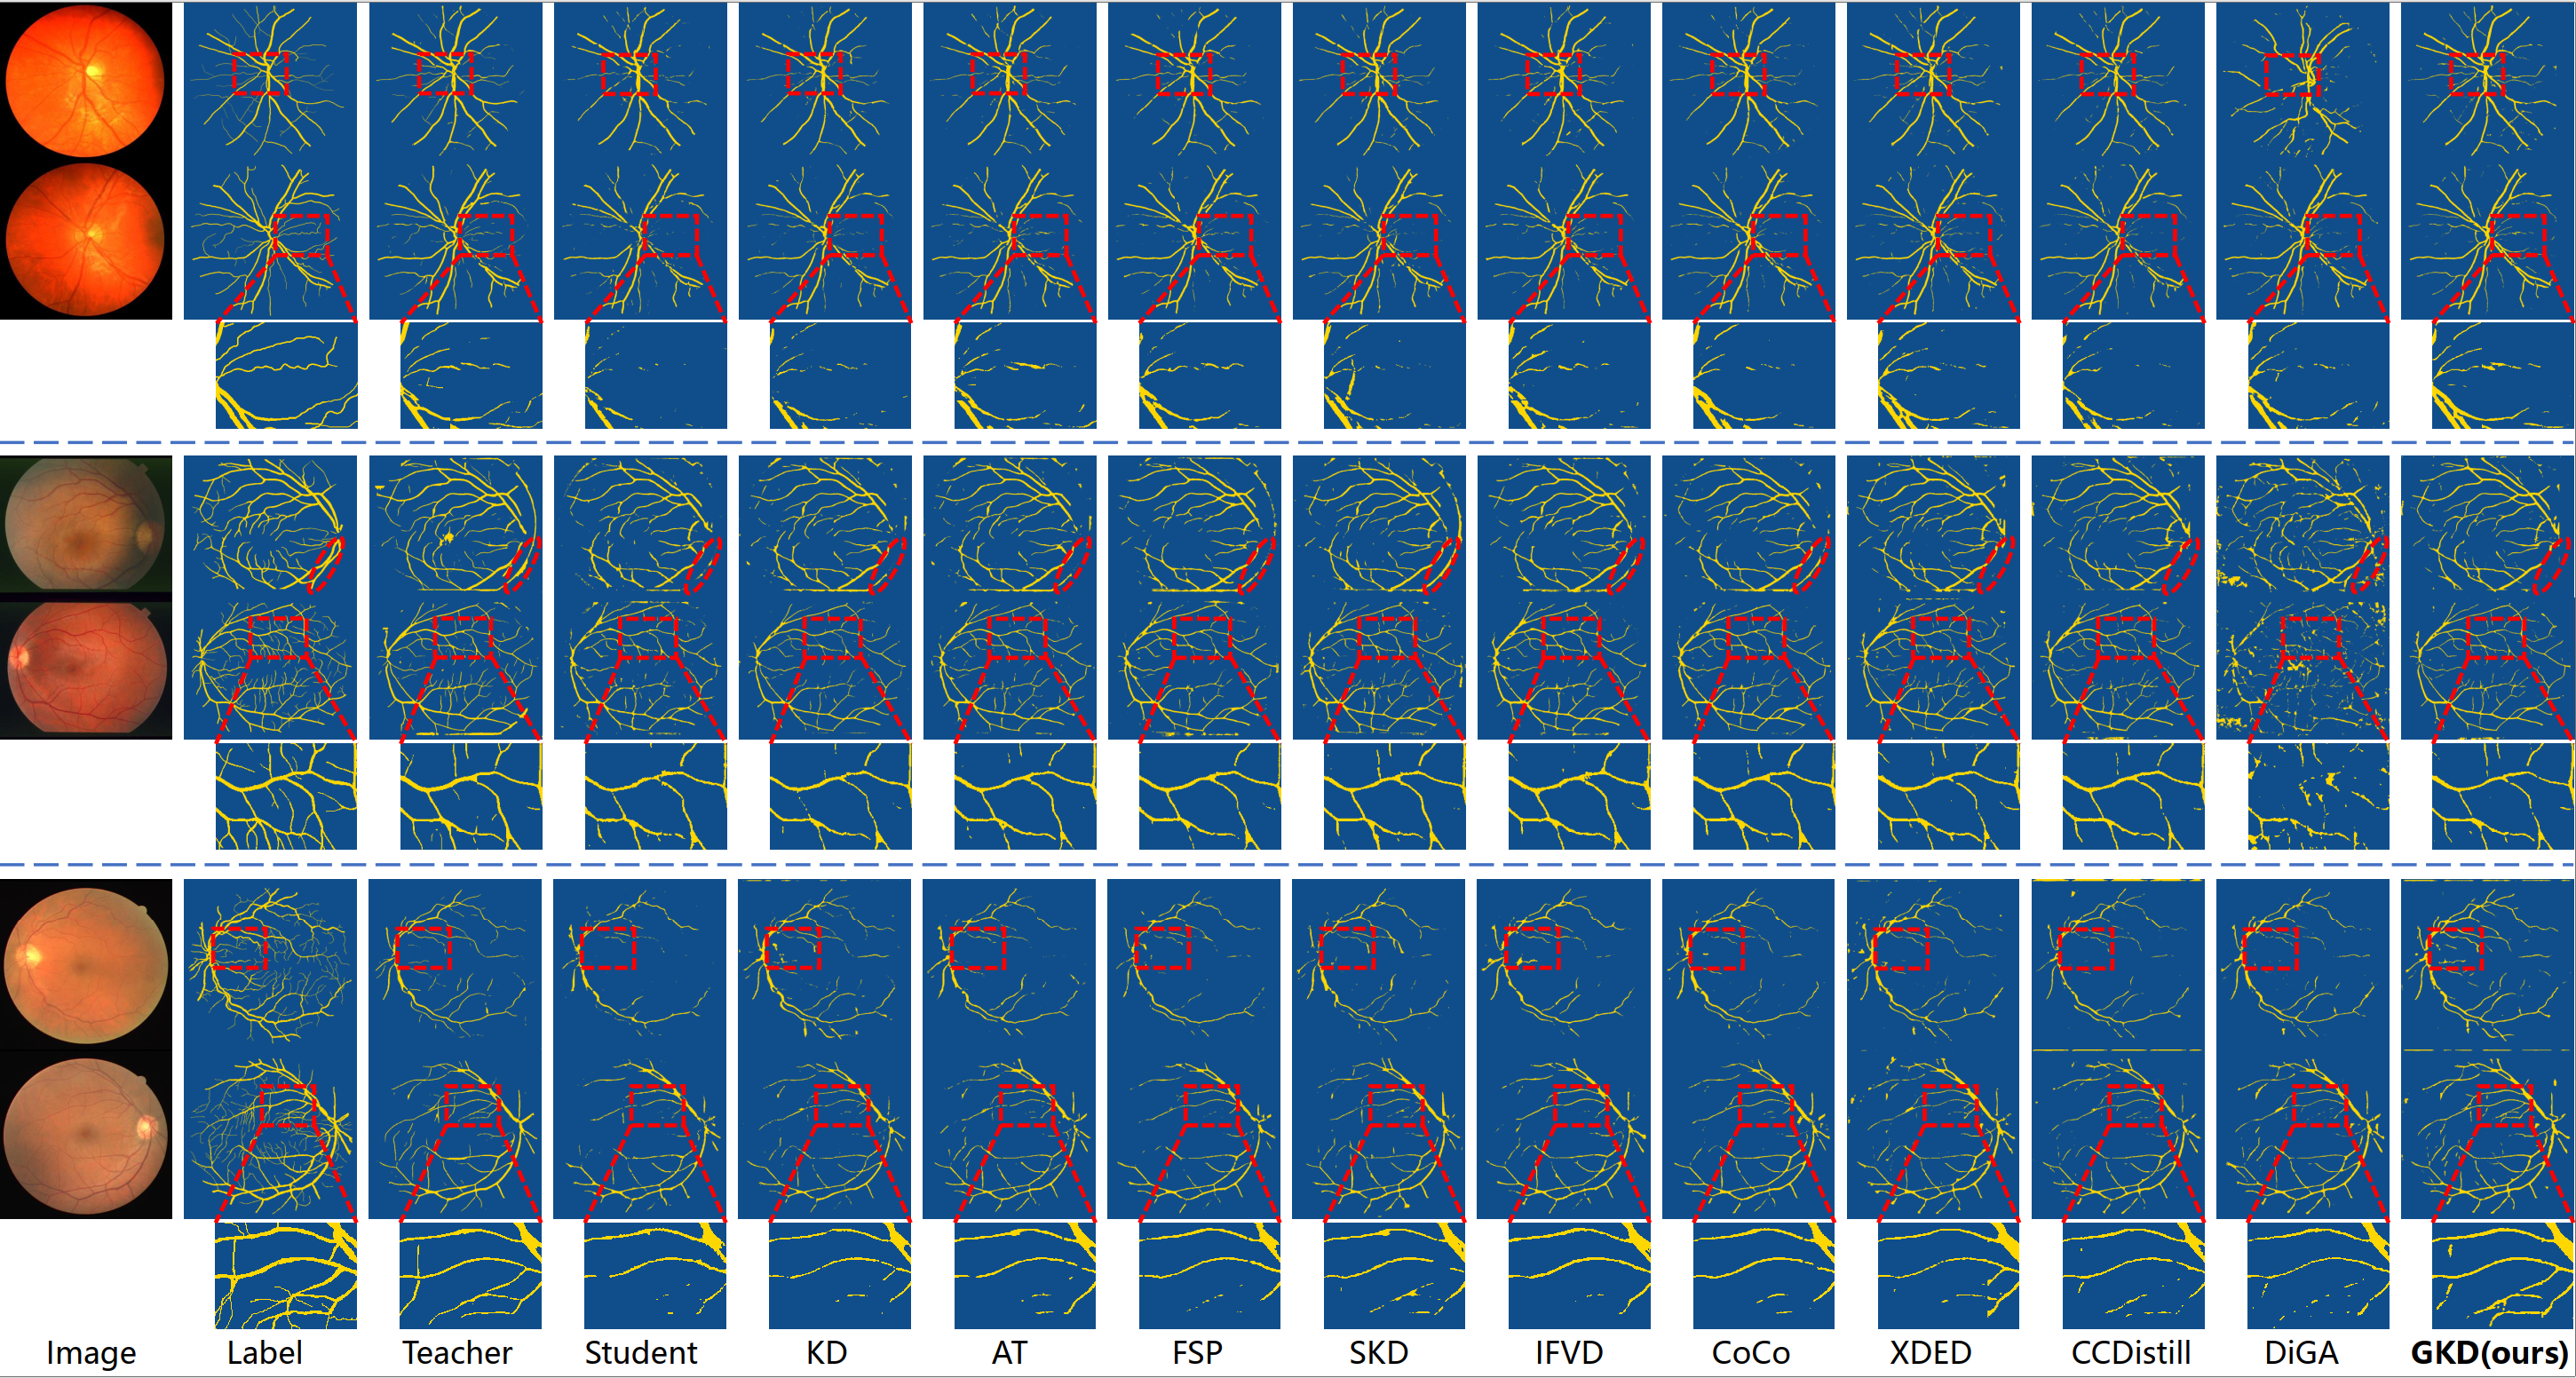 Image Label Teacher Student KD AT FSP SKD IFVD CoCo XDED CCDistill DiGA GKD(ours)